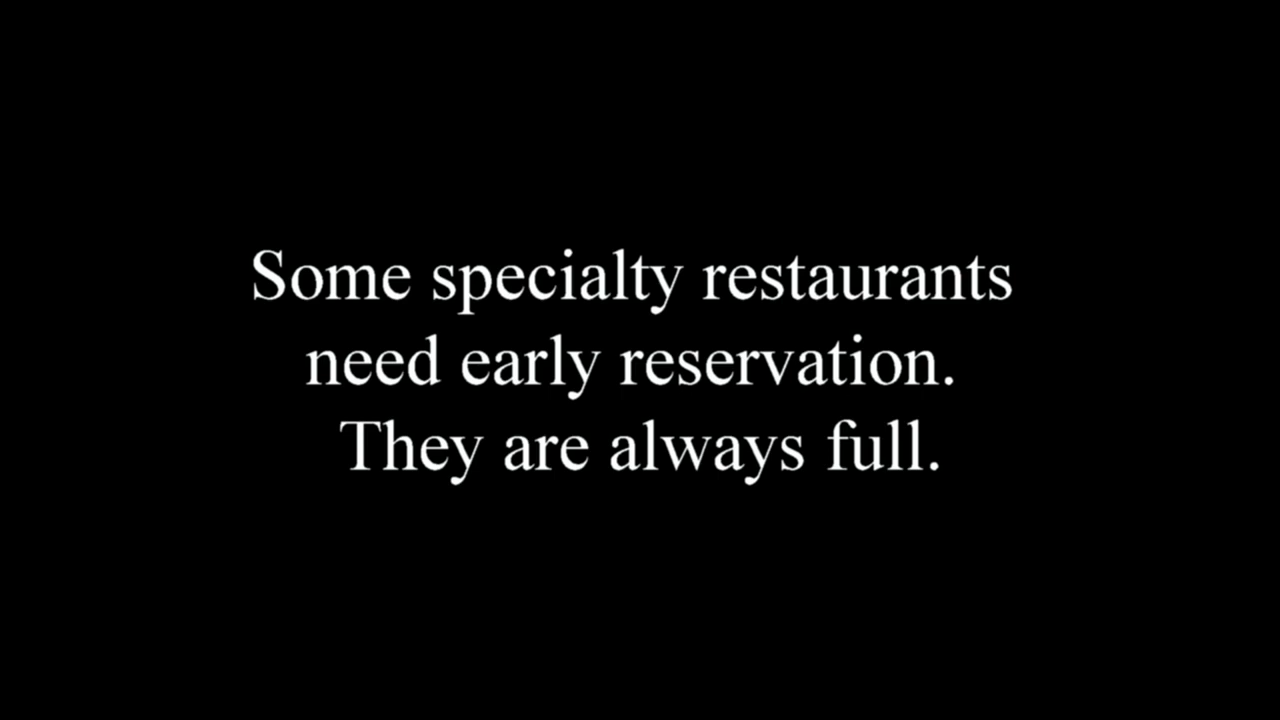 Some specialty restaurants
need early reservation.
They are always full.